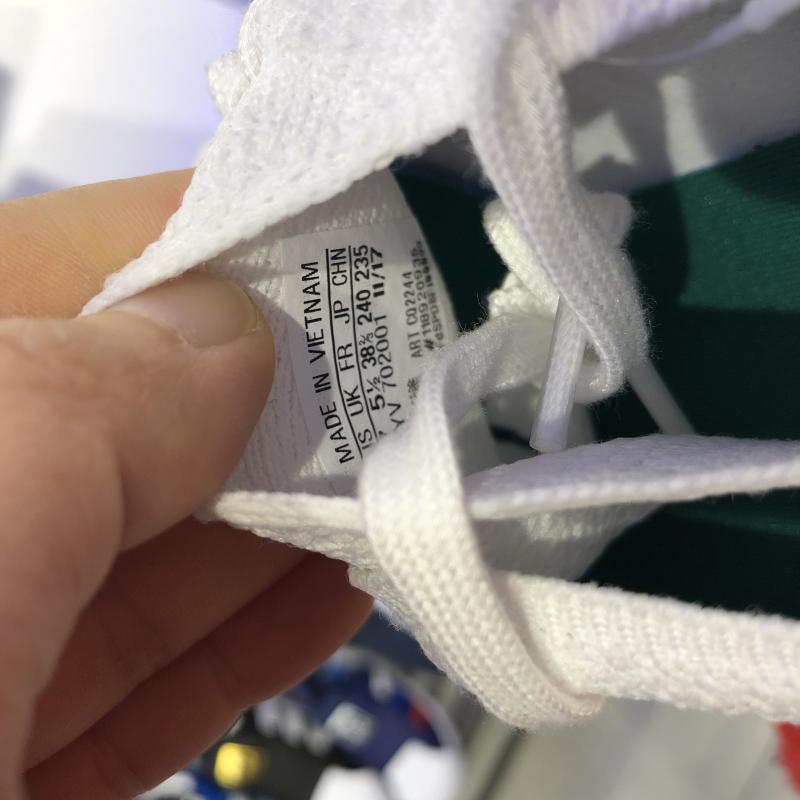 MADE IN VIETNAM
US UK FR JP CHN
5½ 38⅔ 240 235
YV 702001 11/17
ART CQ2244